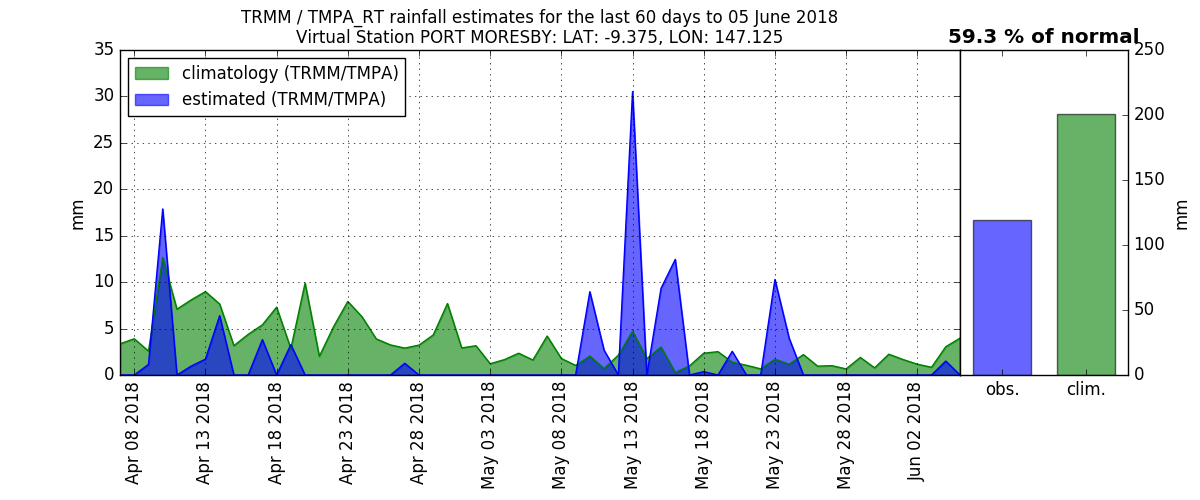 TRMM / TMPA_RT rainfall estimates for the last 60 days to 05 June 2018
Virtual Station PORT MORESBY: LAT: -9.375, LON: 147.125
59.3 % of normal
climatology (TRMM/TMPA)
estimated (TRMM/TMPA)
mm
35
30
25
20
15
10
5
0
Apr 08 2018
Apr 13 2018
Apr 18 2018
Apr 23 2018
Apr 28 2018
May 03 2018
May 08 2018
May 13 2018
May 18 2018
May 23 2018
May 28 2018
Jun 02 2018
obs.
clim.
250
200
150
100
50
0
mm